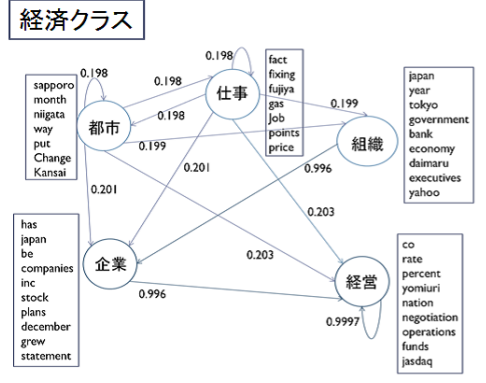 経済クラス
0.198
0.198
0.198
0.198
sapporo
month
niigata
way
put
Change
Kansai
都市
仕事
fact
fixing
fujiya
gas
Job
points
price
0.199
0.199
組織
japan
year
tokyo
government
bank
economy
daimaru
executives
yahoo
0.201
0.201
0.996
0.203
0.203
has
japan
be
companies
inc
stock
plans
december
grew
statement
企業
0.996
経営
0.9997
co
rate
percent
yomiuri
nation
negotiation
operations
funds
jasdaq